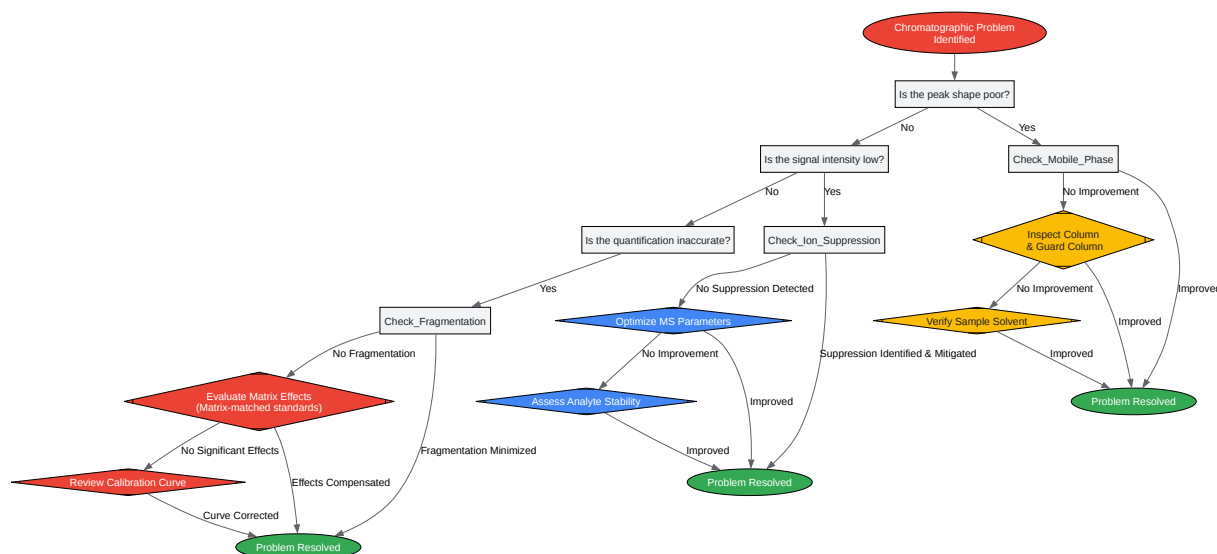 Chromatographic Problem
Identified
Is the peak shape poor?
No
Yes
Is the signal intensity low?
Check_Mobile_Phase
No
Yes
No Improvement
Is the quantification inaccurate?
Check_Ion_Suppression
Inspect Column
& Guard Column
Yes
No Suppression Detected
No Improvement
Improved
Check_Fragmentation
Optimize MS Parameters
Verify Sample Solvent
Improved
No Fragmentation
No Improvement
Suppression Identified & Mitigated
Improved
Evaluate Matrix Effects
(Matrix-matched standards)
Assess Analyte Stability
Improved
Problem Resolved
No Significant Effects
Fragmentation Minimized
Improved
Review Calibration Curve
Effects Compensated
Problem Resolved
Curve Corrected
Problem Resolved